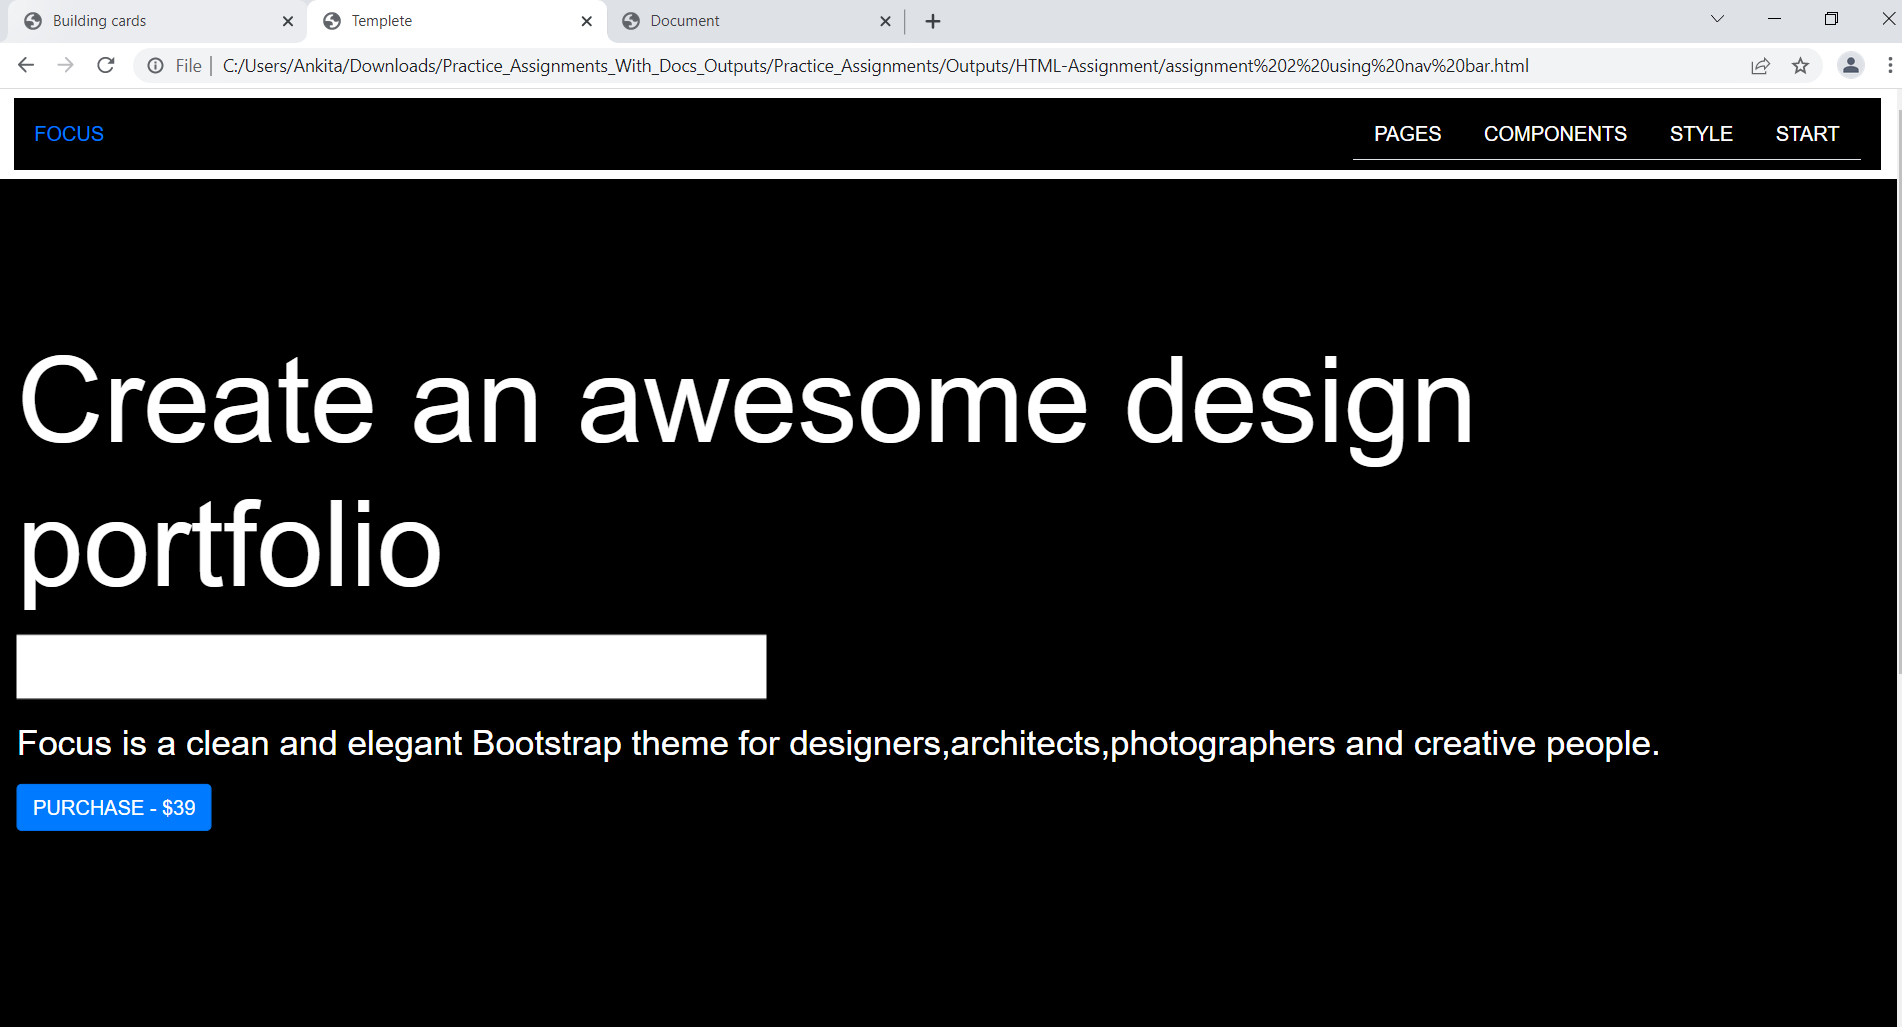 Building cards
Templete
Document
File
C:/Users/Ankita/Downloads/Practice_Assignments_With_Docs_Outputs/Practice_Assignments/Outputs/HTML-Assignment/assignment%202%20using%20nav%20bar.html
FOCUS
PAGES
COMPONENTS
STYLE
START
Create an awesome design
portfolio
Focus is a clean and elegant Bootstrap theme for designers,architects,photographers and creative people.
PURCHASE - $39